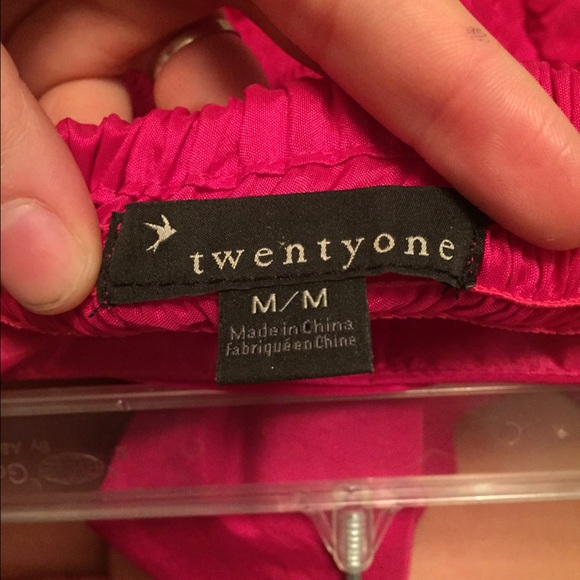 twentyone
M/M
Made in China
Fabriqué en Chine